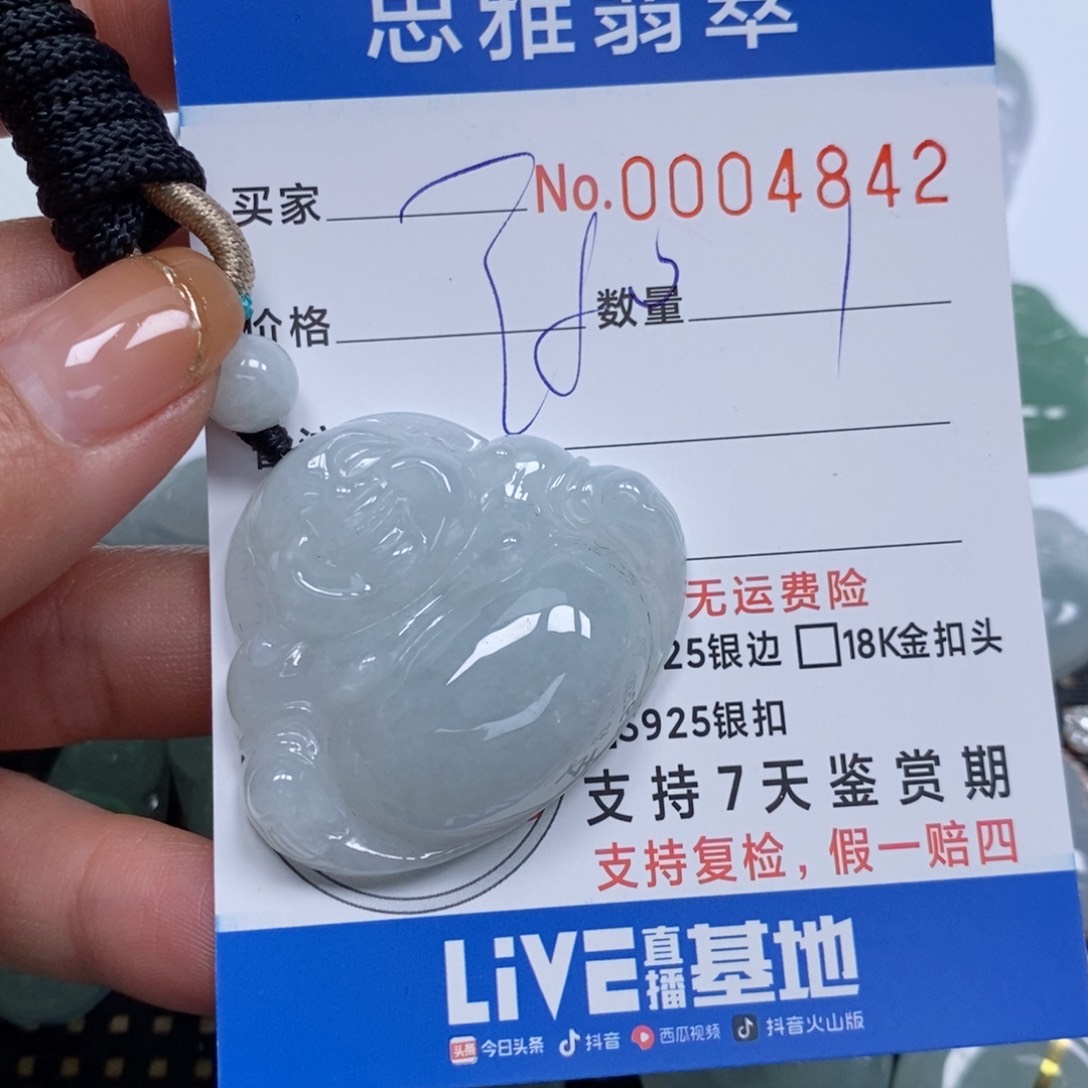 思雅翡翠
买家 No.0004842
价格 数量
无运费险
25银边 □18K金扣头
S925银扣
支持7天鉴赏期
支持复检，假一赔四
LiVE直播基地
头条 今日头条 抖音 西瓜视频 抖音火山版